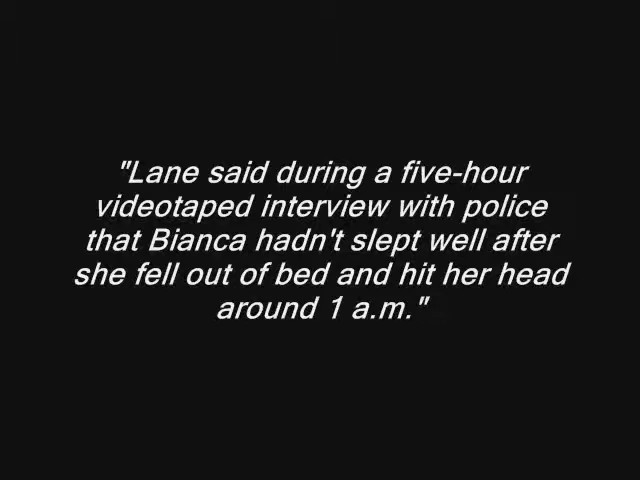 "Lane said during a five-hour
videotaped interview with police
that Bianca hadn't slept well after
she fell out of bed and hit her head
around 1 a.m."